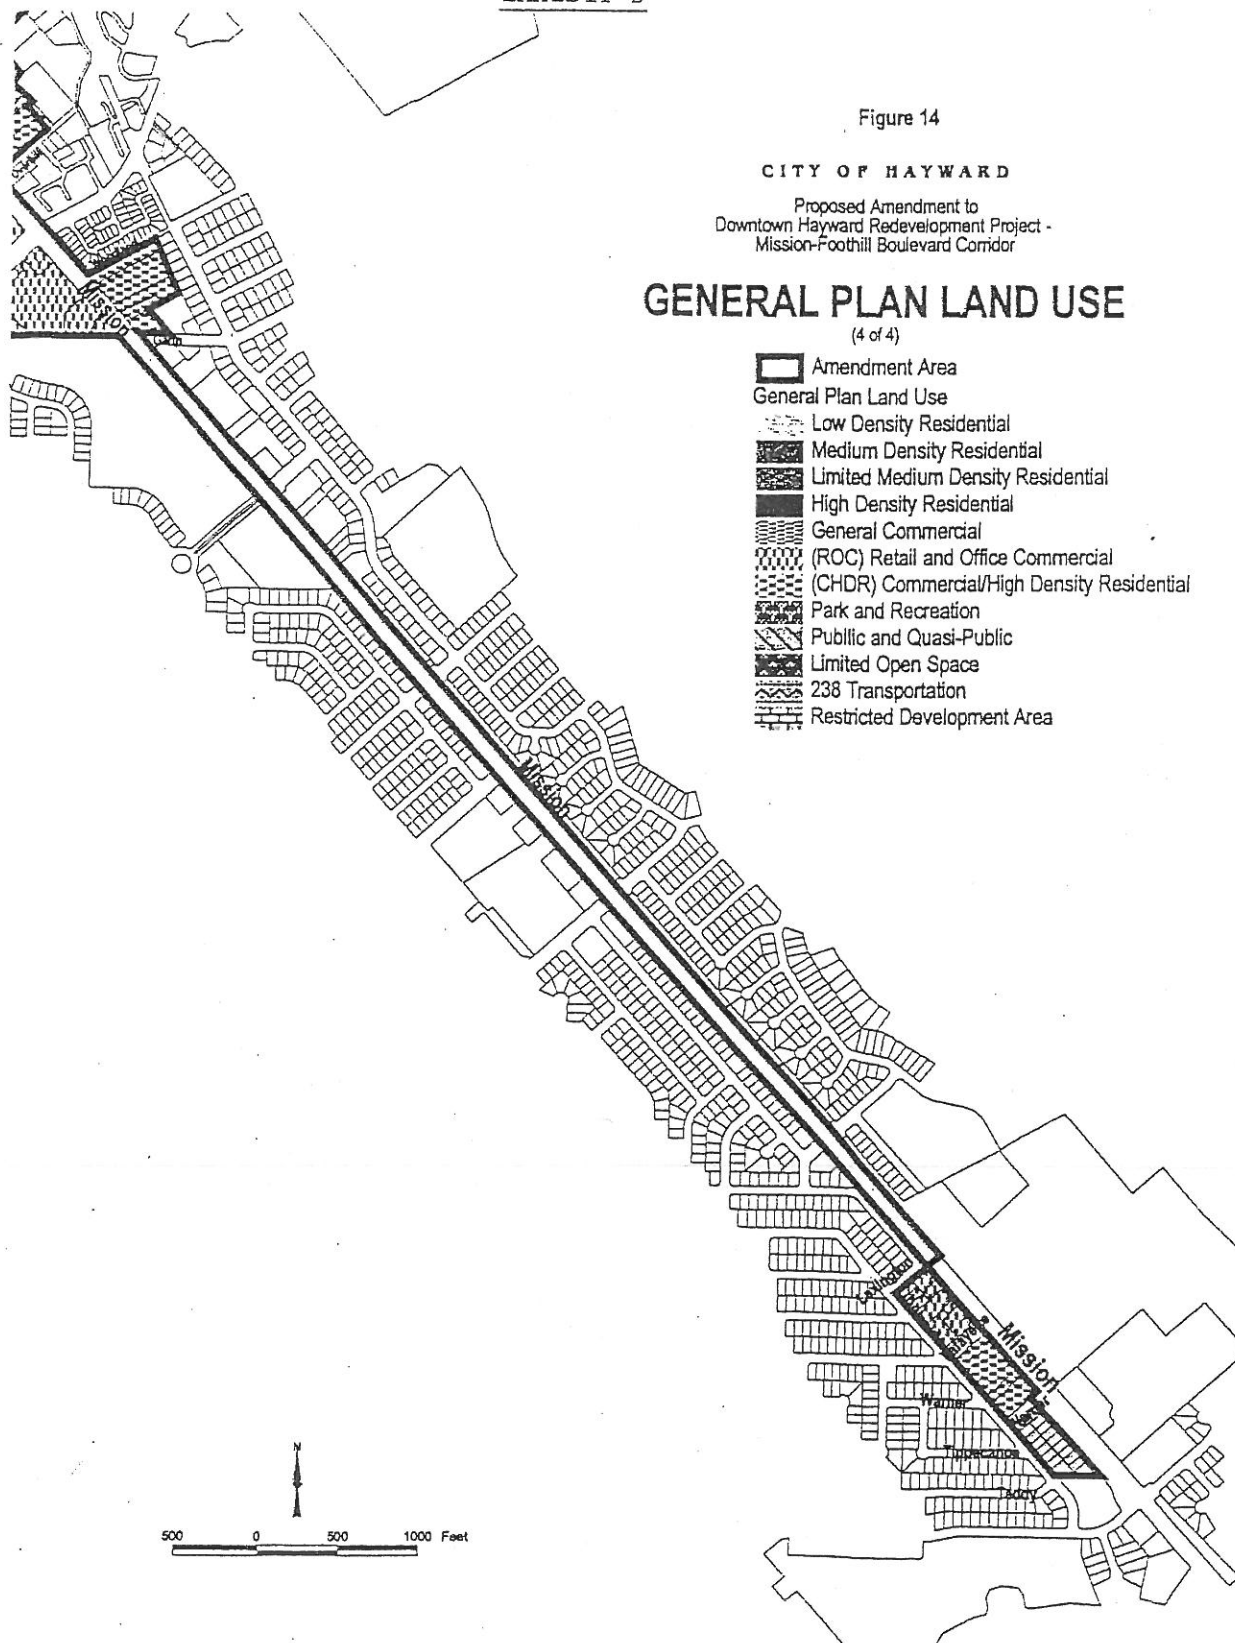 Figure 14
CITY OF HAYWARD
Proposed Amendment to
Downtown Hayward Redevelopment Project -
Mission-Foothill Boulevard Corridor
GENERAL PLAN LAND USE
(4 of 4)
Amendment Area
General Plan Land Use
Low Density Residential
Medium Density Residential
Limited Medium Density Residential
High Density Residential
General Commercial
(ROC) Retail and Office Commercial
(CHDR) Commercial/High Density Residential
Park and Recreation
Publlic and Quasi-Public
Limited Open Space
238 Transportation
Restricted Development Area
Mission
Garin
Mission
Lexington
Mission
Warner
Tippecanoe
N
500 0 500 1000 Feet